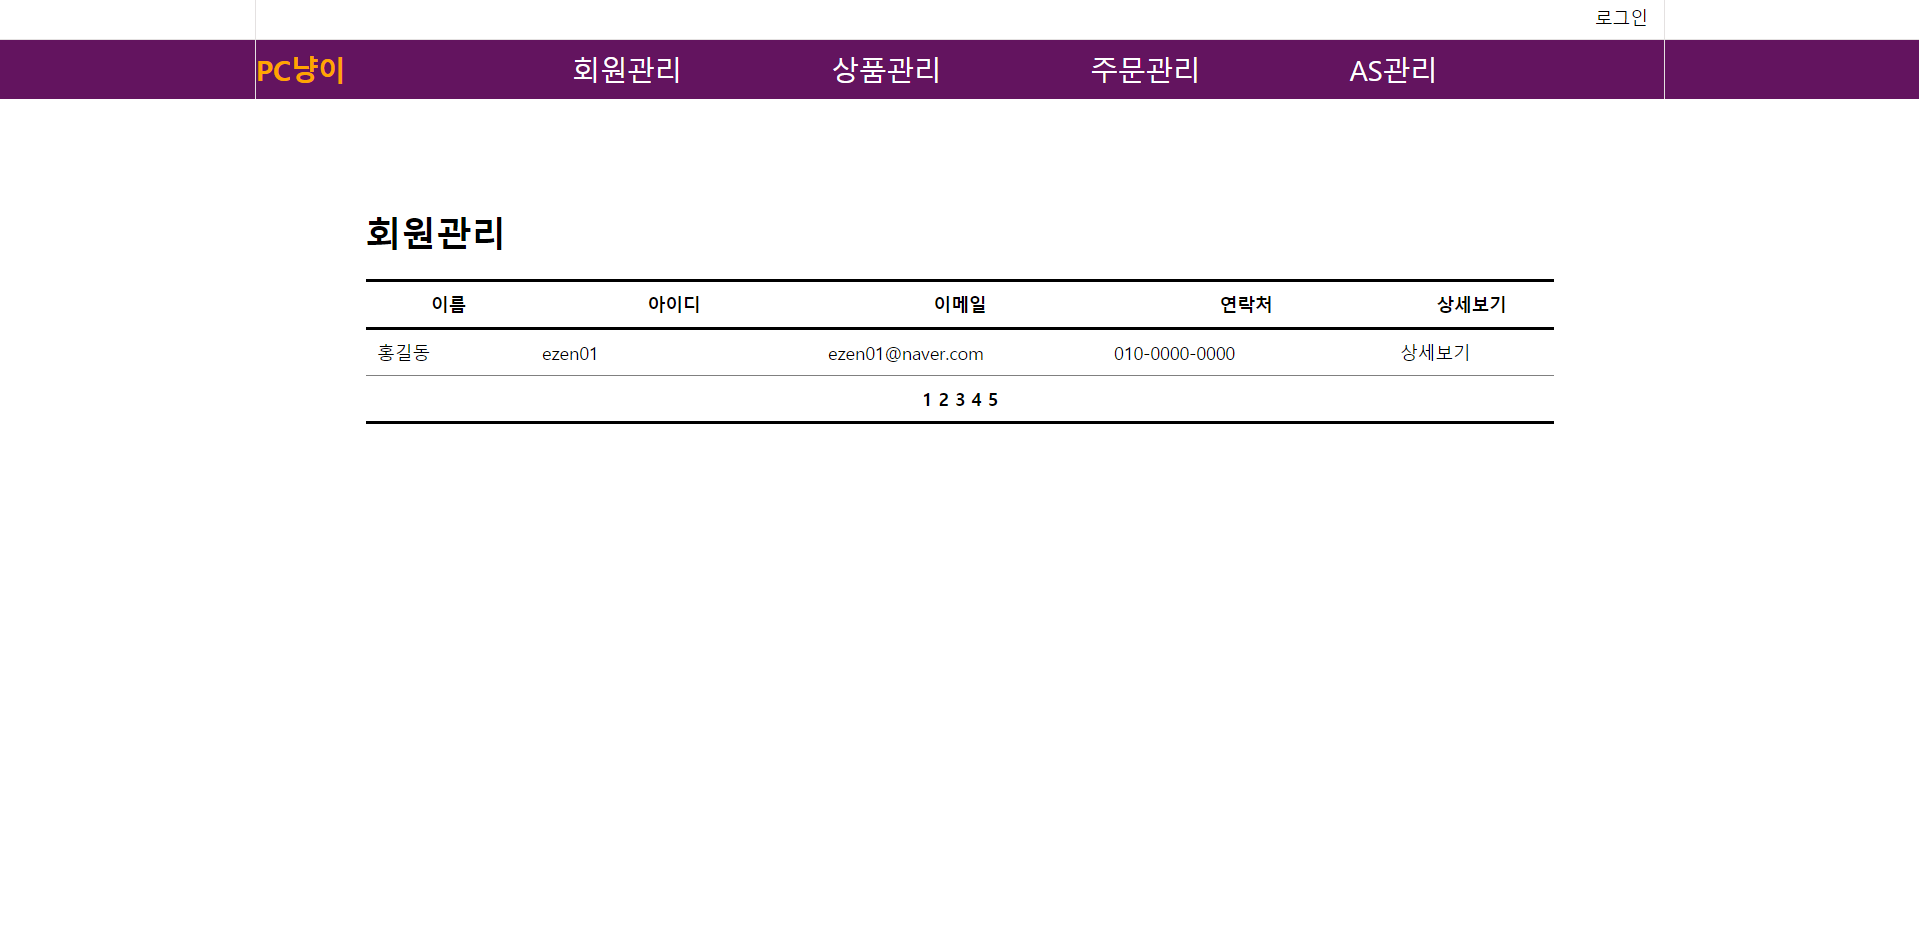 로그인
PC냥이 회원관리 상품관리 주문관리 AS관리
회원관리
이름 아이디 이메일 연락처 상세보기
홍길동 ezen01 ezen01@naver.com 010-0000-0000 상세보기
1 2 3 4 5